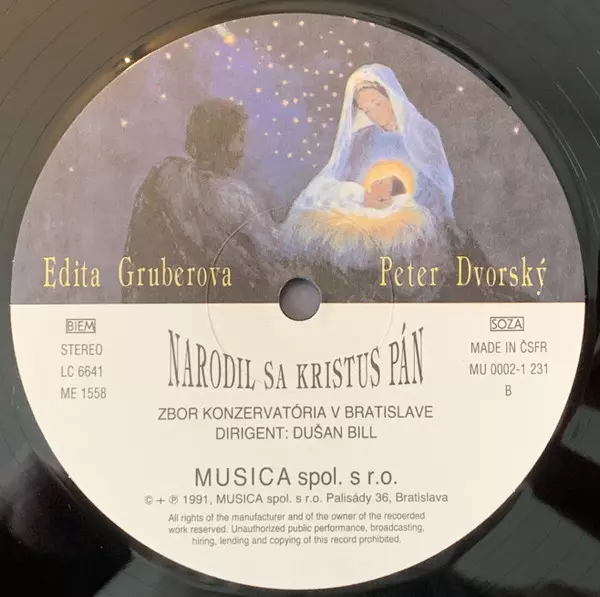 Edita Gruberova
Peter Dvorský
BIEM
STEREO
LC 6641
ME 1558
SOZA
MADE IN ČSFR
MU 0002-1 231
B
NARODIL SA KRISTUS PÁN
ZBOR KONZERVATÓRIA V BRATISLAVE
DIRIGENT: DUŠAN BILL
MUSICA spol. s r.o.
© + ℗ 1991, MUSICA spol. s r.o. Palisády 36, Bratislava
All rights of the manufacturer and of the owner of the recoerded
work reserved. Unauthorized public performance, broadcasting,
hiring, lending and copying of this record prohibited.